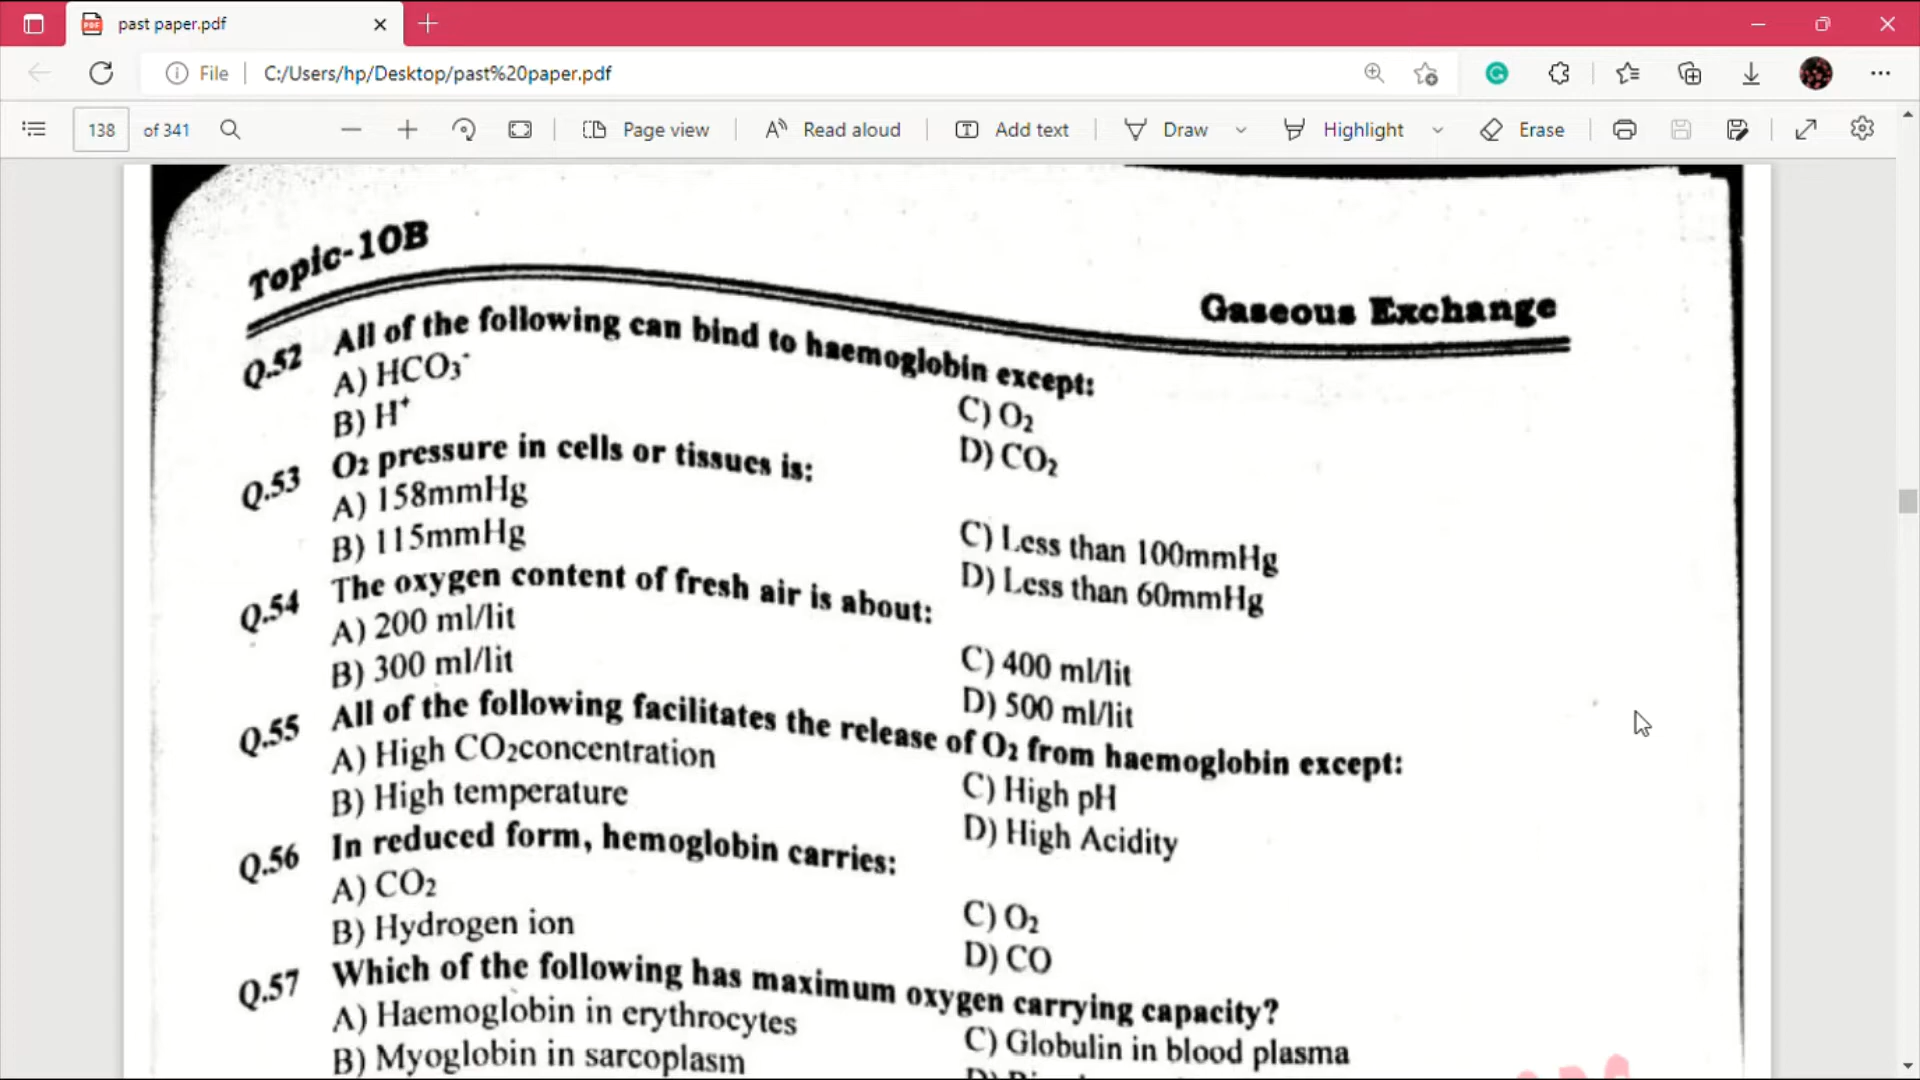 past paper.pdf
File
C:/Users/hp/Desktop/past%20paper.pdf
138 of 341
Page view
Read aloud
Add text
Draw
Highlight
Erase
Topic-10B
Gaseous Exchange
Q.52 All of the following can bind to haemoglobin except:
A) HCO₃⁻
B) H⁺
C) O₂
D) CO₂
Q.53 O₂ pressure in cells or tissues is:
A) 158mmHg
B) 115mmHg
C) Less than 100mmHg
D) Less than 60mmHg
Q.54 The oxygen content of fresh air is about:
A) 200 ml/lit
B) 300 ml/lit
C) 400 ml/lit
D) 500 ml/lit
Q.55 All of the following facilitates the release of O₂ from haemoglobin except:
A) High CO₂concentration
B) High temperature
C) High pH
D) High Acidity
Q.56 In reduced form, hemoglobin carries:
A) CO₂
B) Hydrogen ion
C) O₂
D) CO
Q.57 Which of the following has maximum oxygen carrying capacity?
A) Haemoglobin in erythrocytes
B) Myoglobin in sarcoplasm
C) Globulin in blood plasma